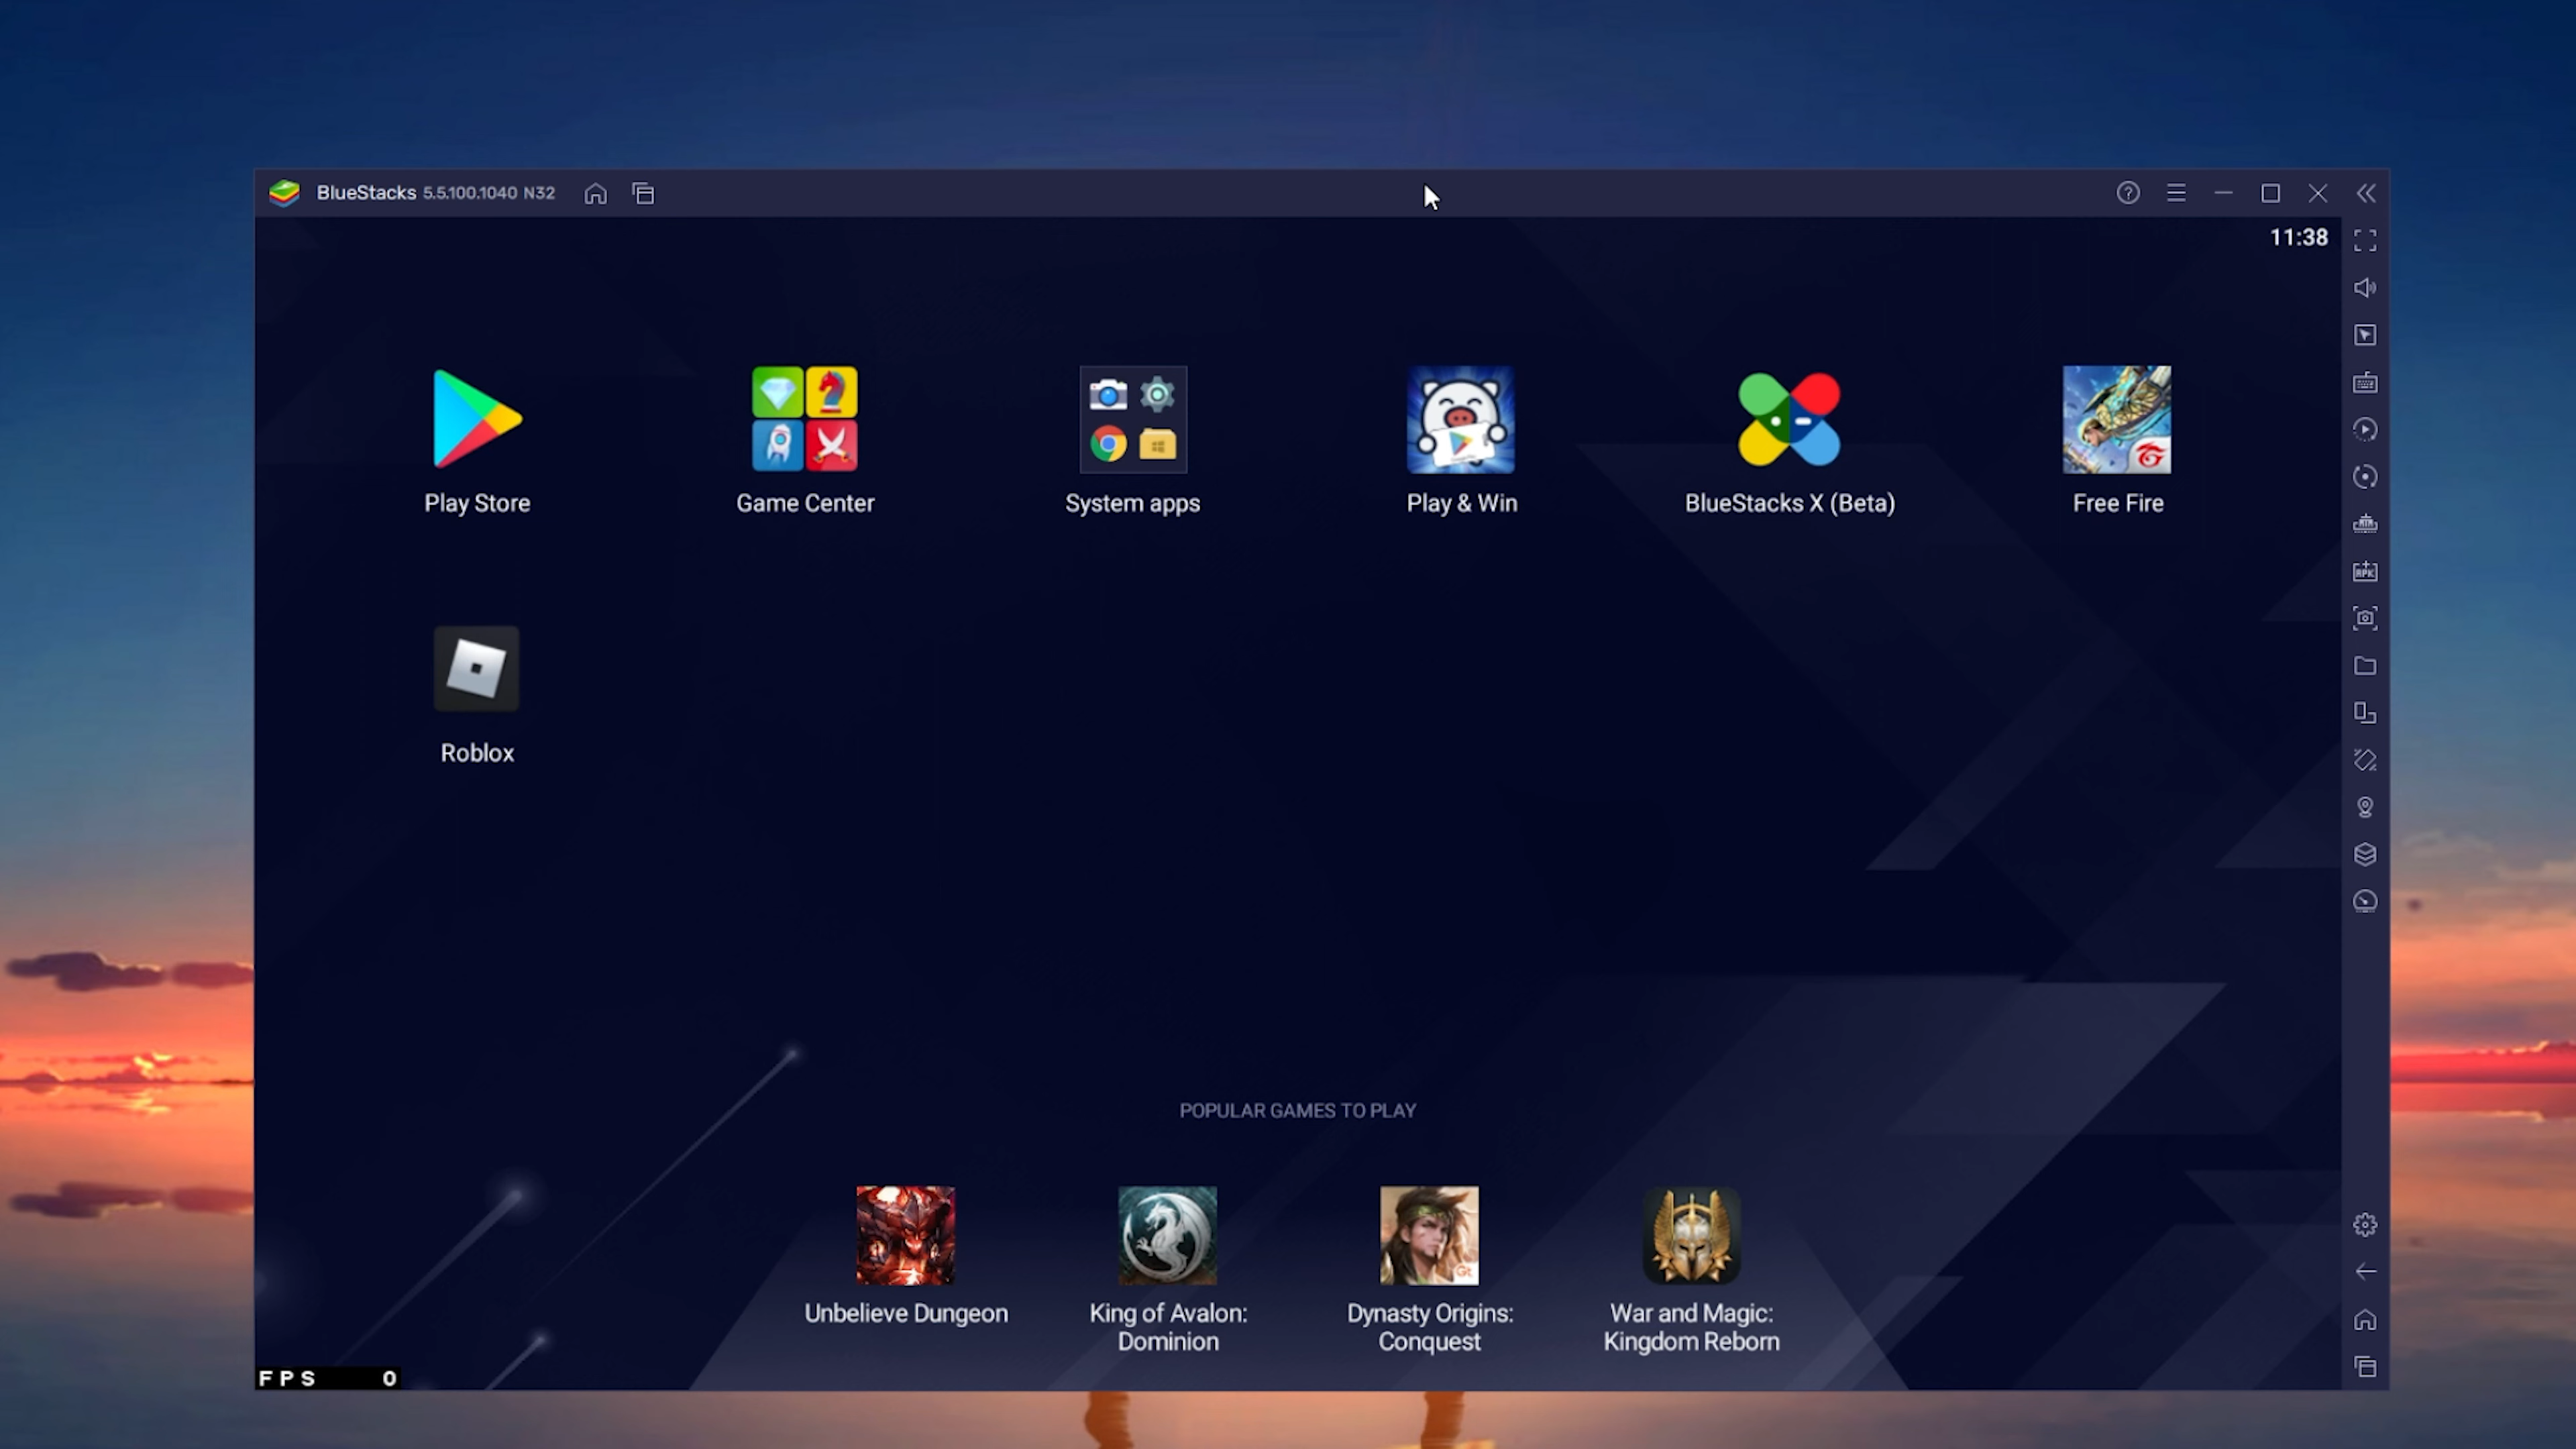 BlueStacks 5.5.100.1040 N32
11:38
Play Store
Game Center
System apps
Play & Win
BlueStacks X (Beta)
Free Fire
Roblox
POPULAR GAMES TO PLAY
Unbelieve Dungeon
King of Avalon:
Dominion
Dynasty Origins:
Conquest
War and Magic:
Kingdom Reborn
FPS 0